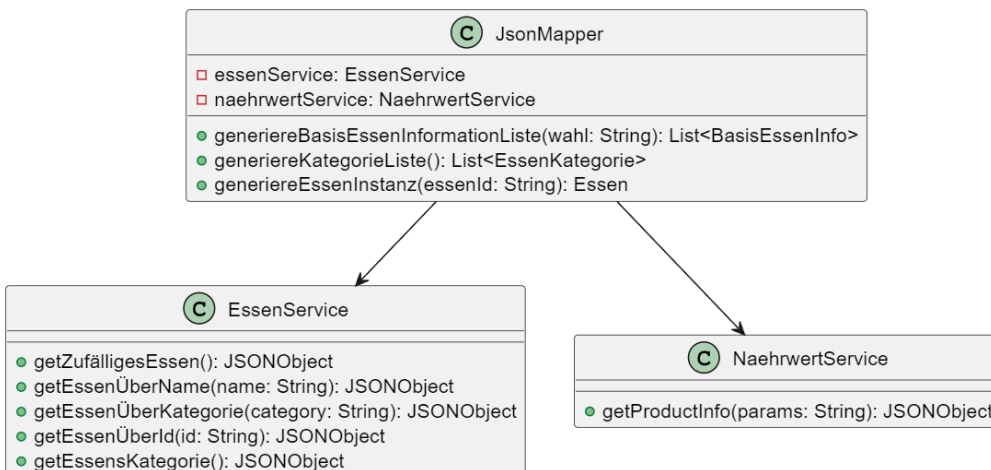 C JsonMapper
essenService: EssenService
naehrwertService: NaehrwertService
generiereBasisEssenInformationListe(wahl: String): List<BasisEssenInfo>
generiereKategorieListe(): List<EssenKategorie>
generiereEssenInstanz(essenId: String): Essen
C EssenService
getZufälligesEssen(): JSONObject
getEssenÜberName(name: String): JSONObject
getEssenÜberKategorie(category: String): JSONObject
getEssenÜberId(id: String): JSONObject
getEssensKategorie(): JSONObject
C NaehrwertService
getProductInfo(params: String): JSONObject